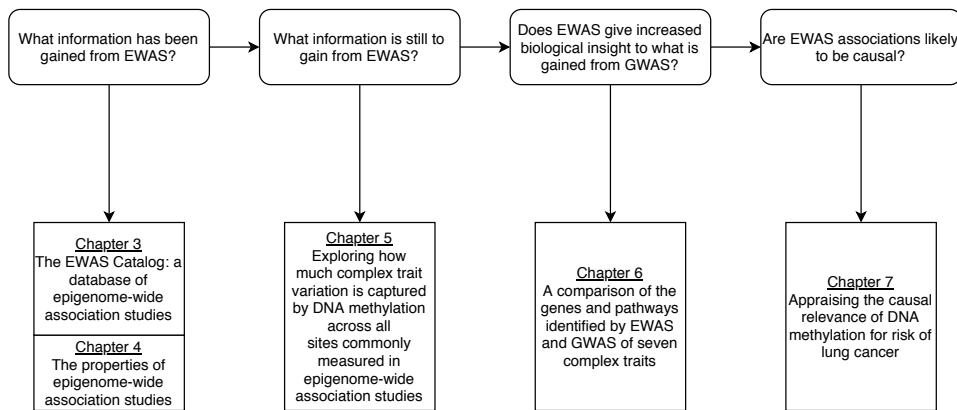 What information has been
gained from EWAS?
What information is still to
gain from EWAS?
Does EWAS give increased
biological insight to what is
gained from GWAS?
Are EWAS associations likely
to be causal?
Chapter 3
The EWAS Catalog: a
database of
epigenome-wide
association studies
Chapter 4
The properties of
epigenome-wide
association studies
Chapter 5
Exploring how
much complex trait
variation is captured
by DNA methylation
across all
sites commonly
measured in
epigenome-wide
association studies
Chapter 6
A comparison of the
genes and pathways
identified by EWAS
and GWAS of seven
complex traits
Chapter 7
Appraising the causal
relevance of DNA
methylation for risk of
lung cancer